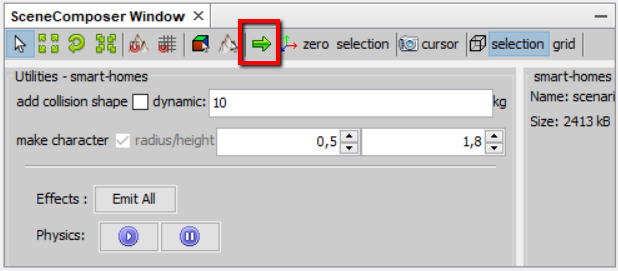 SceneComposer Window ×
zero selection cursor selection grid
Utilities - smart-homes
add collision shape dynamic: 10 kg
make character radius/height 0,5 1,8
Effects : Emit All
Physics:
smart-homes
Name: scenari
Size: 2413 kB